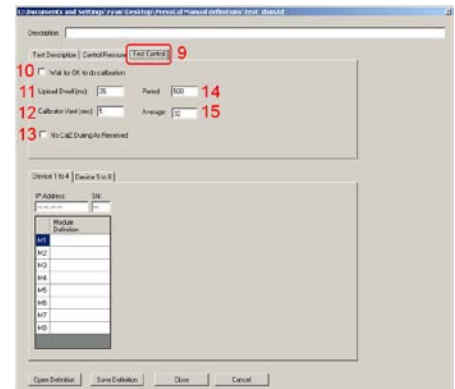 C:\Documents and Settings\ryan\Desktop\PressCal Manual\definitions\test_chuis.td
Description:
Test Description Control Pressure Test Control 9
10 Wait for OK to do calibration
11 Upload Dwell (ms): 35 Period 500 14
12 Calibrator Vent (sec): 5 Average: 32 15
13 No CalZ During As Received
Device 1 to 4 Device 5 to 8
IP Address: SN:
Module
Definition
M1
M2
M3
M4
M5
M6
M7
M8
Open Definition Save Definition Close Cancel